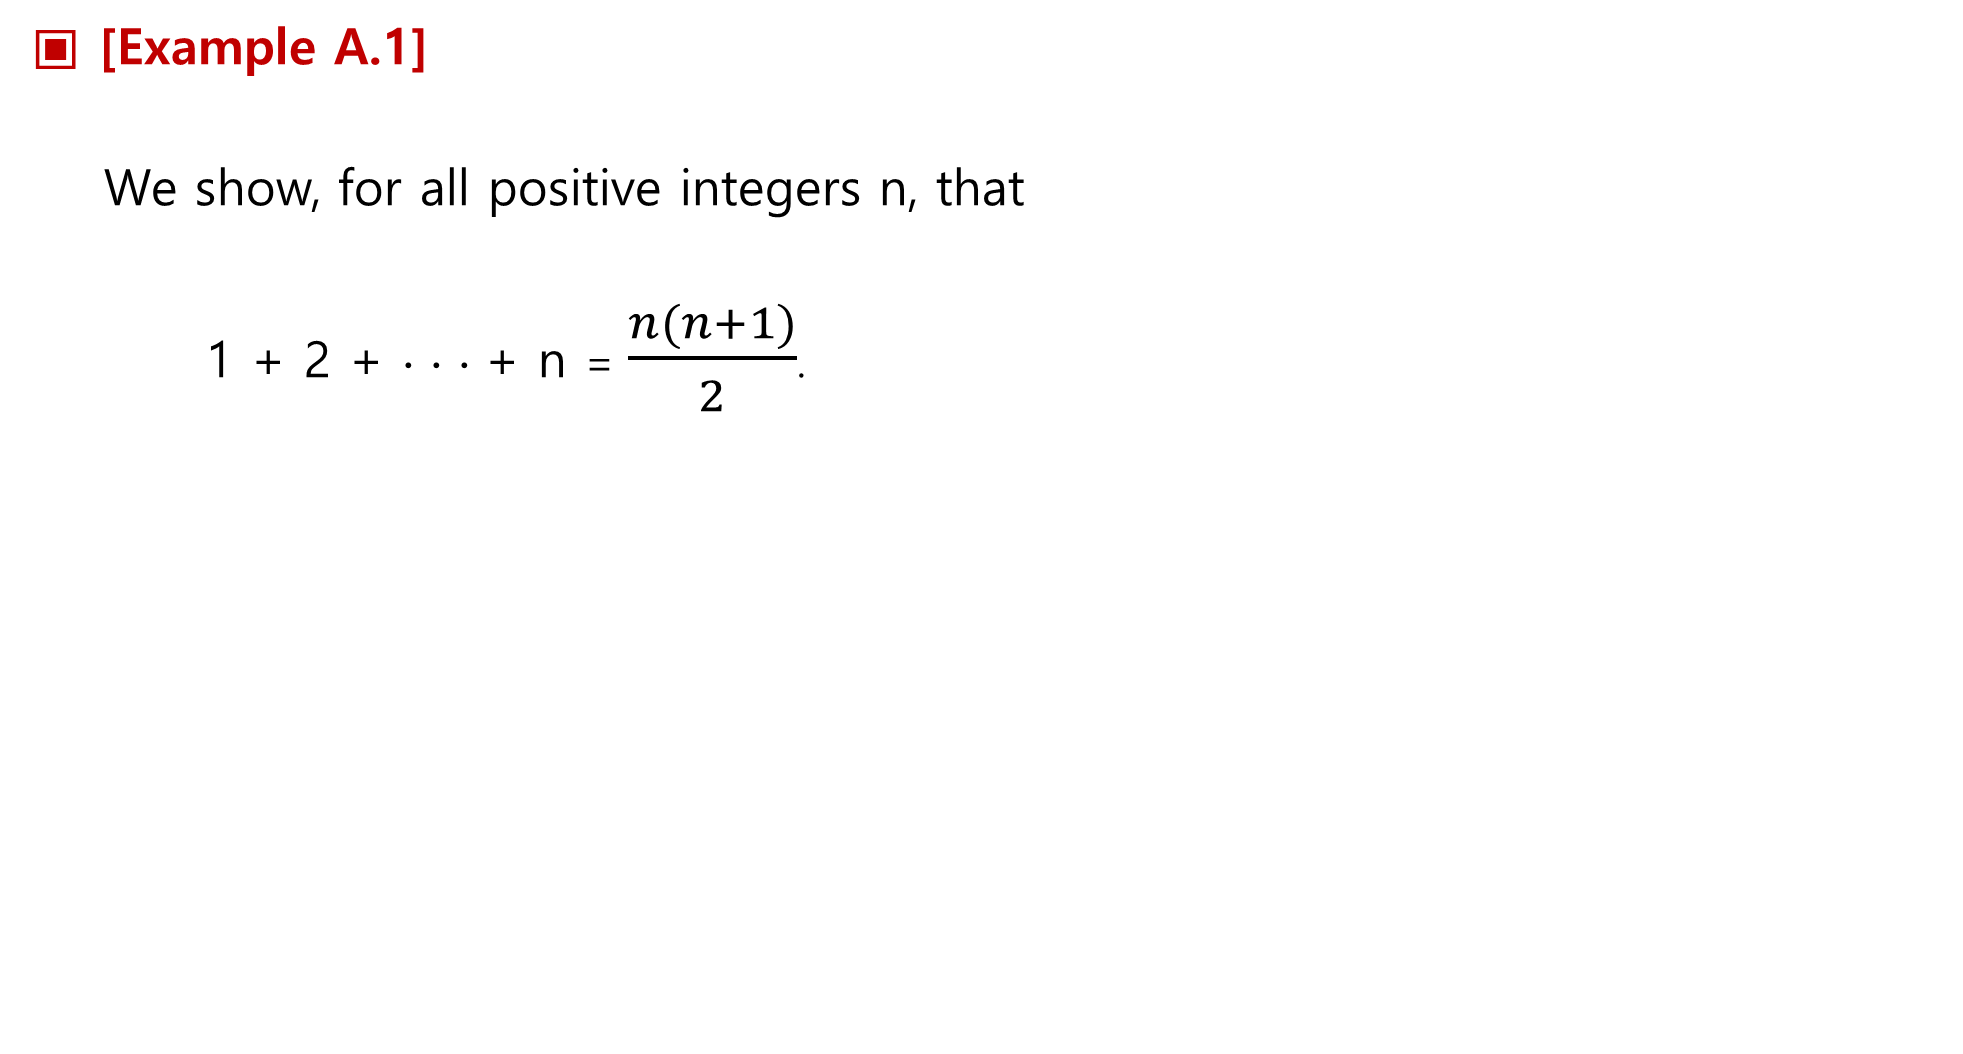 ▣ [Example A.1]
We show, for all positive integers n, that
1 + 2 + · · · + n = n(n+1)/2.